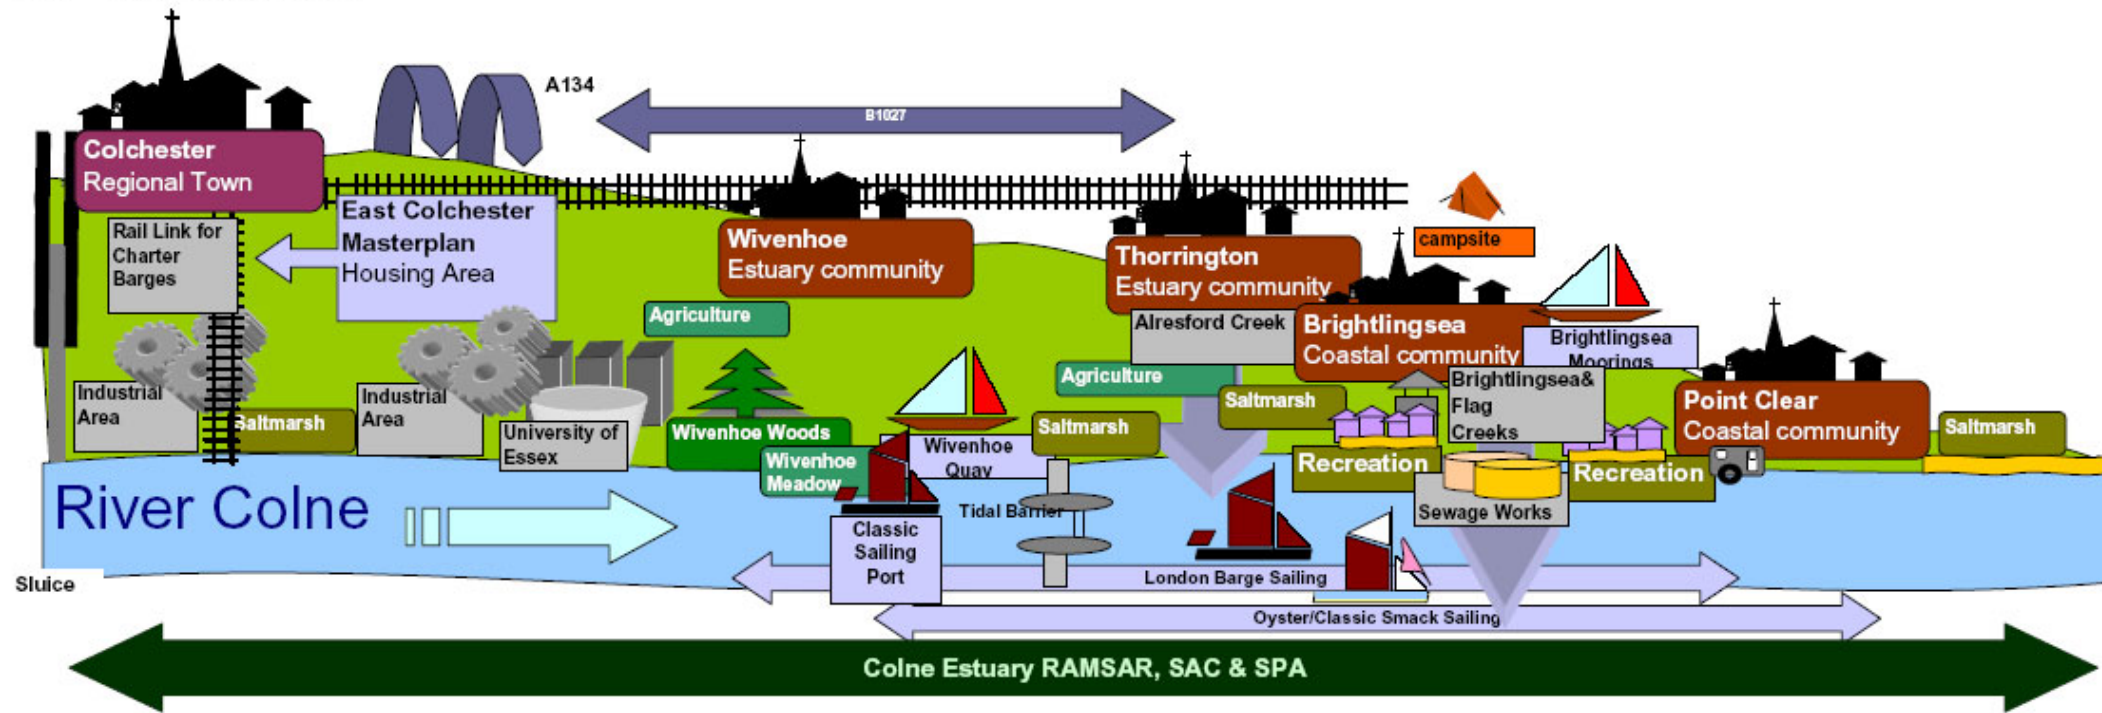 A134
B1027
Colchester
Regional Town
East Colchester
Masterplan
Housing Area
Rail Link for
Charter
Barges
Wivenhoe
Estuary community
Thorrington
Estuary community
campsite
Agriculture
Alresford Creek
Brightlingsea
Coastal community
Brightlingsea
Moorings
Agriculture
Brightlingsea&
Flag
Creeks
Point Clear
Coastal community
Industrial
Area
Saltmarsh
Industrial
Area
University of
Essex
Wivenhoe Woods
Wivenhoe
Meadow
Wivenhoe
Quay
Saltmarsh
Saltmarsh
Recreation
Recreation
Saltmarsh
Sewage Works
River Colne
Tidal Barrier
Classic
Sailing
Port
London Barge Sailing
Sluice
Oyster/Classic Smack Sailing
Colne Estuary RAMSAR, SAC & SPA